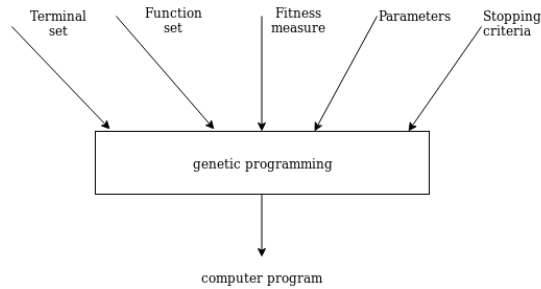 Terminal
set
Function
set
Fitness
measure
Parameters
Stopping
criteria
genetic programming
computer program